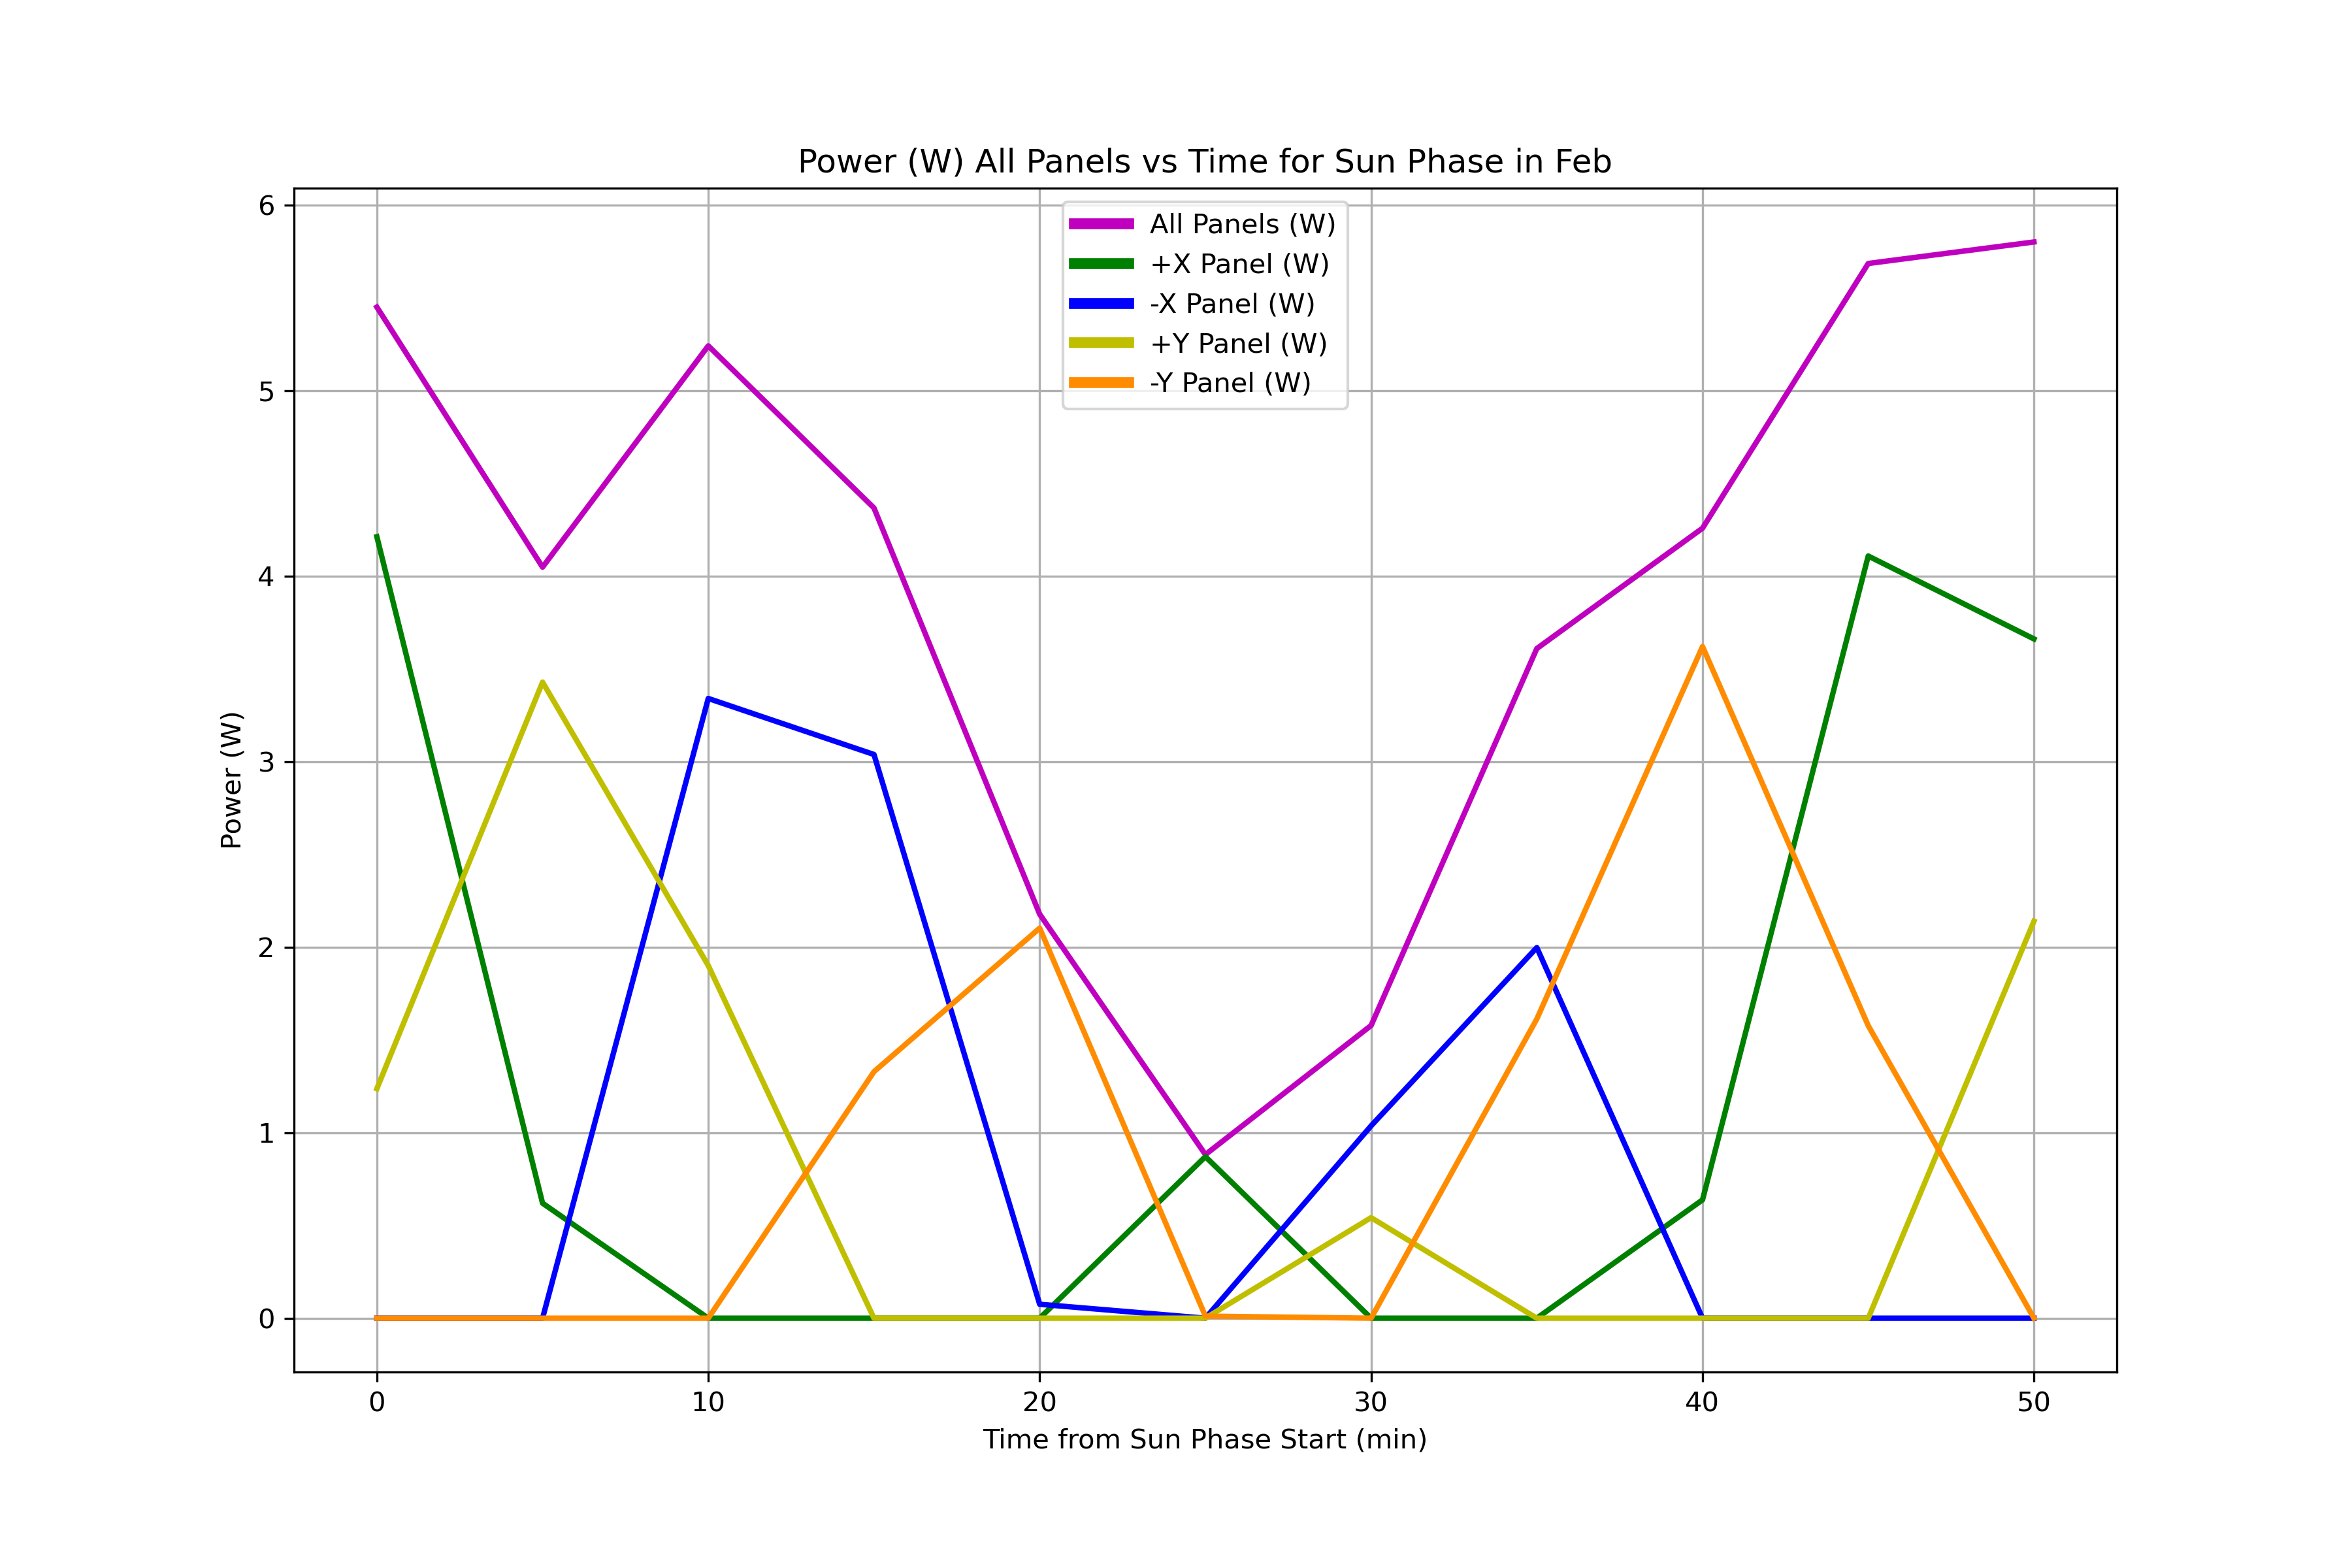 Power (W) All Panels vs Time for Sun Phase in Feb
All Panels (W)
+X Panel (W)
-X Panel (W)
+Y Panel (W)
-Y Panel (W)
Power (W)
6
5
4
3
2
1
0
0 10 20 30 40 50
Time from Sun Phase Start (min)